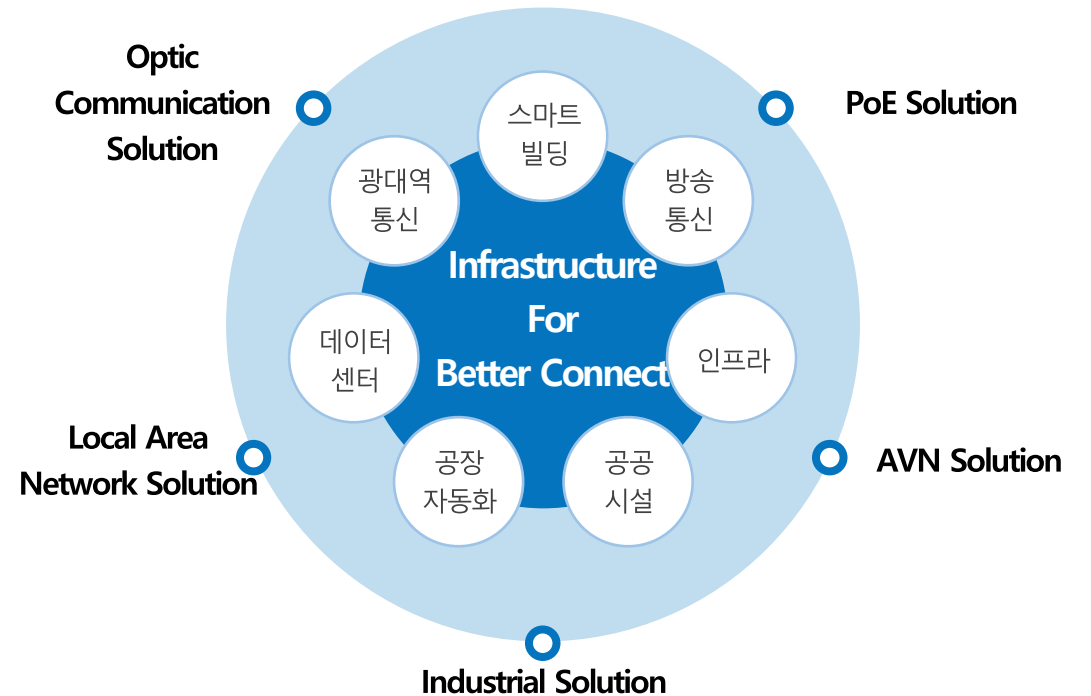 Optic
Communication
Solution
PoE Solution
스마트
빌딩
광대역
통신
방송
통신
Infrastructure
For
Better Connect
데이터
센터
인프라
Local Area
Network Solution
AVN Solution
공장
자동화
공공
시설
Industrial Solution